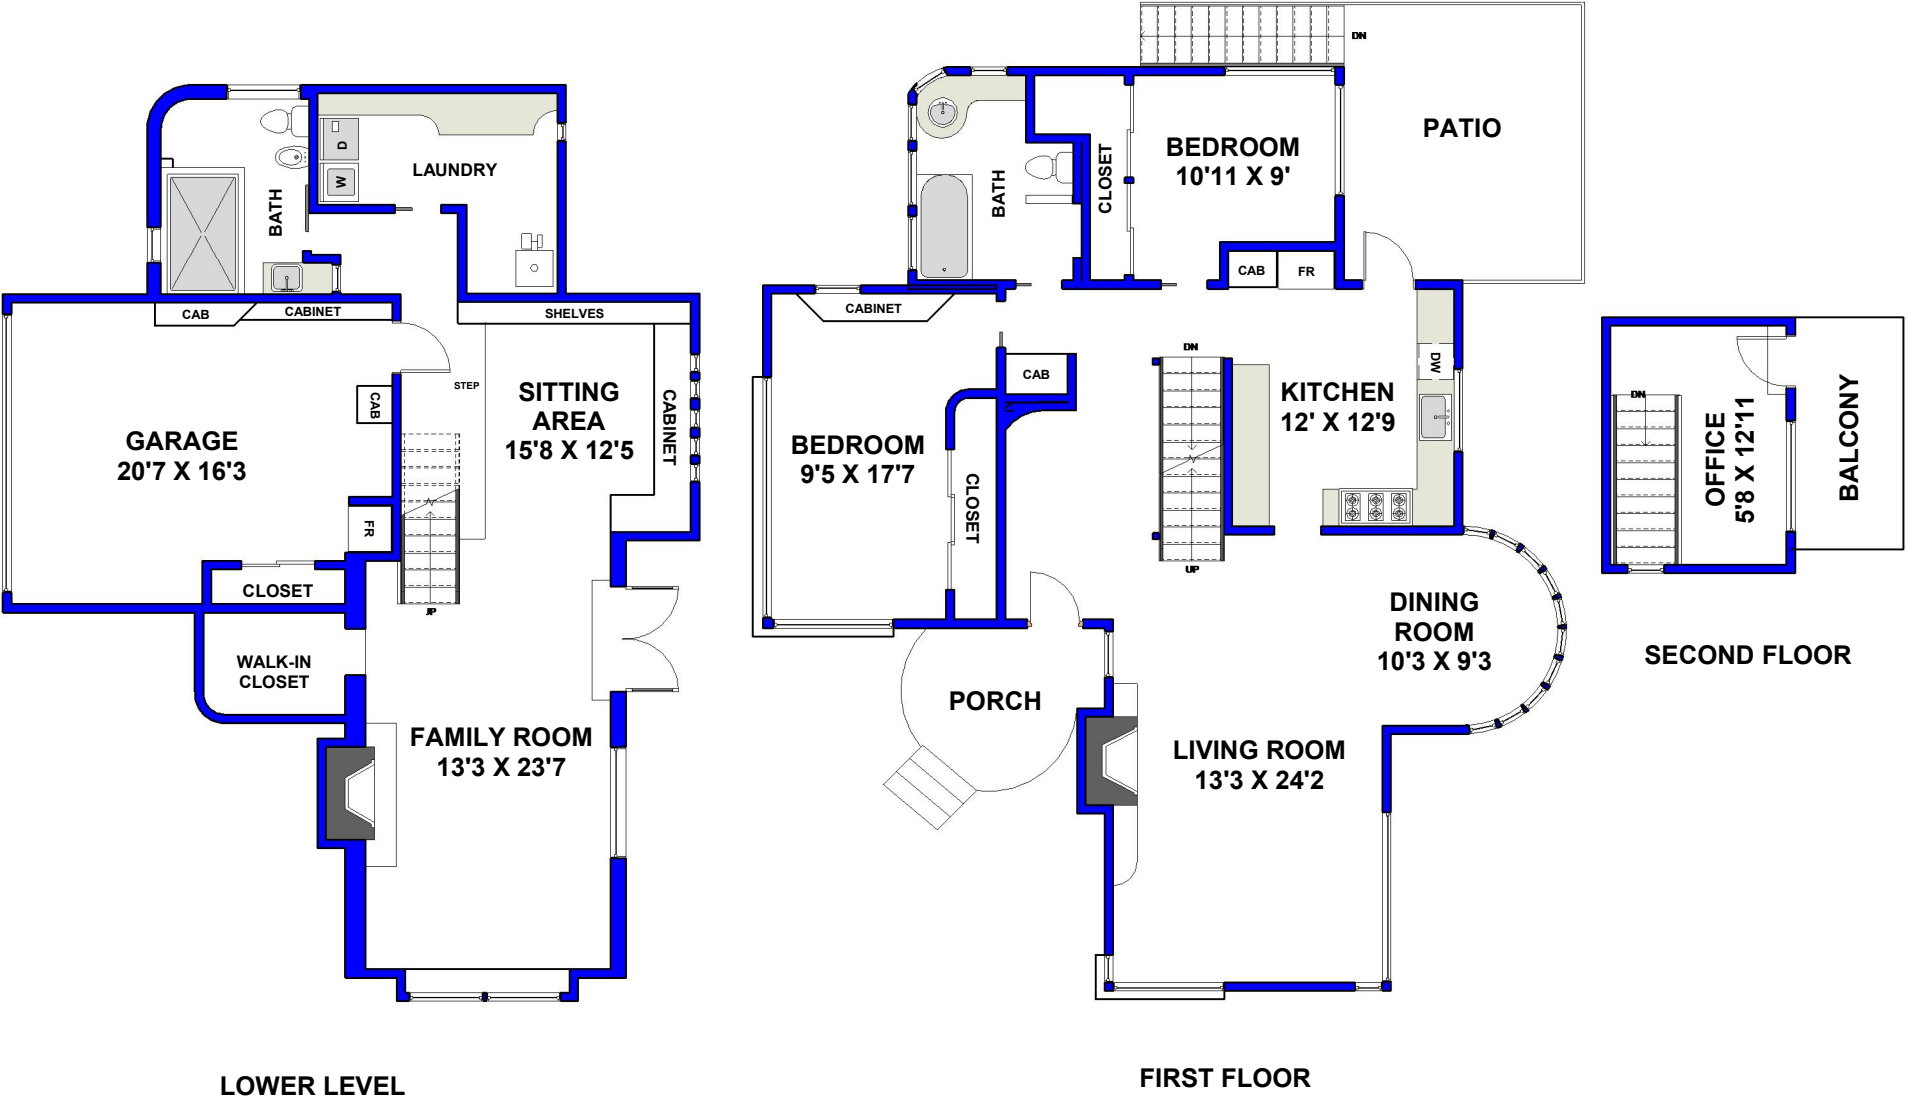 LAUNDRY
D
W
BATH
CAB
CABINET
SHELVES
STEP
SITTING
AREA
15'8 X 12'5
CABINET
CAB
GARAGE
20'7 X 16'3
FR
CLOSET
WALK-IN
CLOSET
FAMILY ROOM
13'3 X 23'7
LOWER LEVEL
DN
PATIO
BEDROOM
10'11 X 9'
CLOSET
BATH
CAB
FR
CABINET
DN
CAB
DW
KITCHEN
12' X 12'9
BEDROOM
9'5 X 17'7
CLOSET
UP
DINING
ROOM
10'3 X 9'3
PORCH
LIVING ROOM
13'3 X 24'2
FIRST FLOOR
DN
OFFICE
5'8 X 12'11
BALCONY
SECOND FLOOR